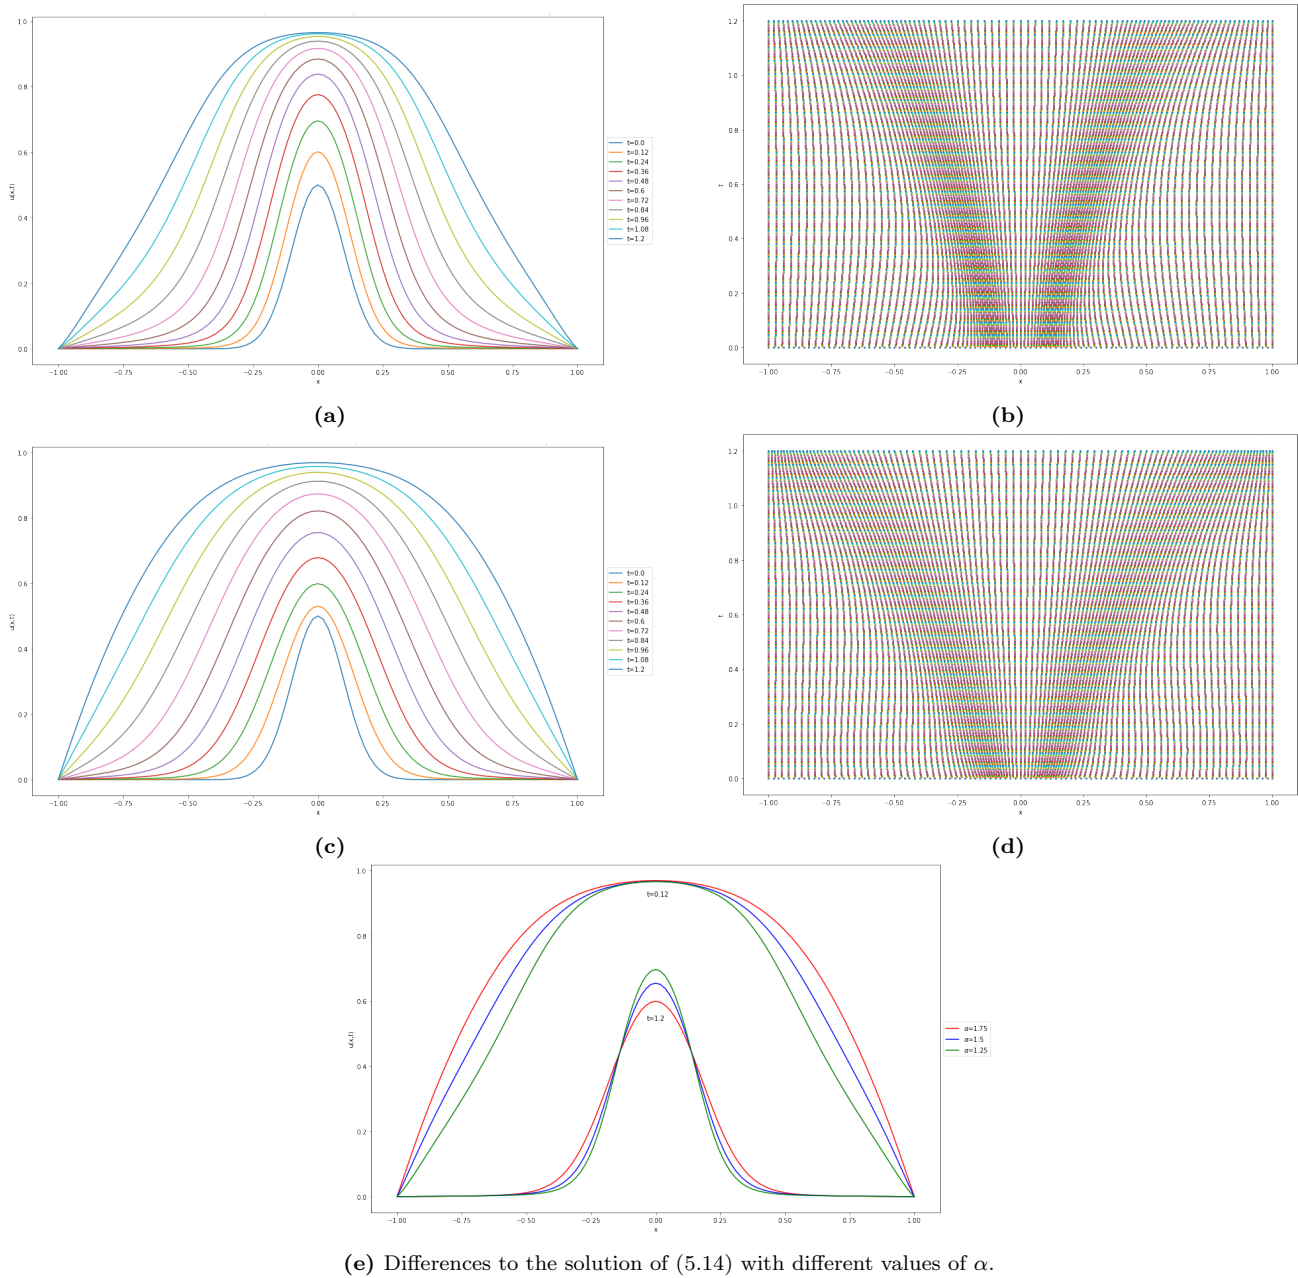 1.0
0.8
0.6
0.4
0.2
0.0
u(x,t)
−1.00 −0.75 −0.50 −0.25 0.00 0.25 0.50 0.75 1.00
x
t=0.0
t=0.12
t=0.24
t=0.36
t=0.48
t=0.6
t=0.72
t=0.84
t=0.96
t=1.08
t=1.2
(a)
1.2
1.0
0.8
0.6
0.4
0.2
0.0
t
−1.00 −0.75 −0.50 −0.25 0.00 0.25 0.50 0.75 1.00
x
(b)
1.0
0.8
0.6
0.4
0.2
0.0
u(x,t)
−1.00 −0.75 −0.50 −0.25 0.00 0.25 0.50 0.75 1.00
x
t=0.0
t=0.12
t=0.24
t=0.36
t=0.48
t=0.6
t=0.72
t=0.84
t=0.96
t=1.08
t=1.2
(c)
1.2
1.0
0.8
0.6
0.4
0.2
0.0
t
−1.00 −0.75 −0.50 −0.25 0.00 0.25 0.50 0.75 1.00
x
(d)
1.0
0.8
0.6
0.4
0.2
0.0
u(x,t)
t=0.12
t=1.2
−1.00 −0.75 −0.50 −0.25 0.00 0.25 0.50 0.75 1.00
x
α=1.75
α=1.5
α=1.25
(e) Differences to the solution of (5.14) with different values of α.